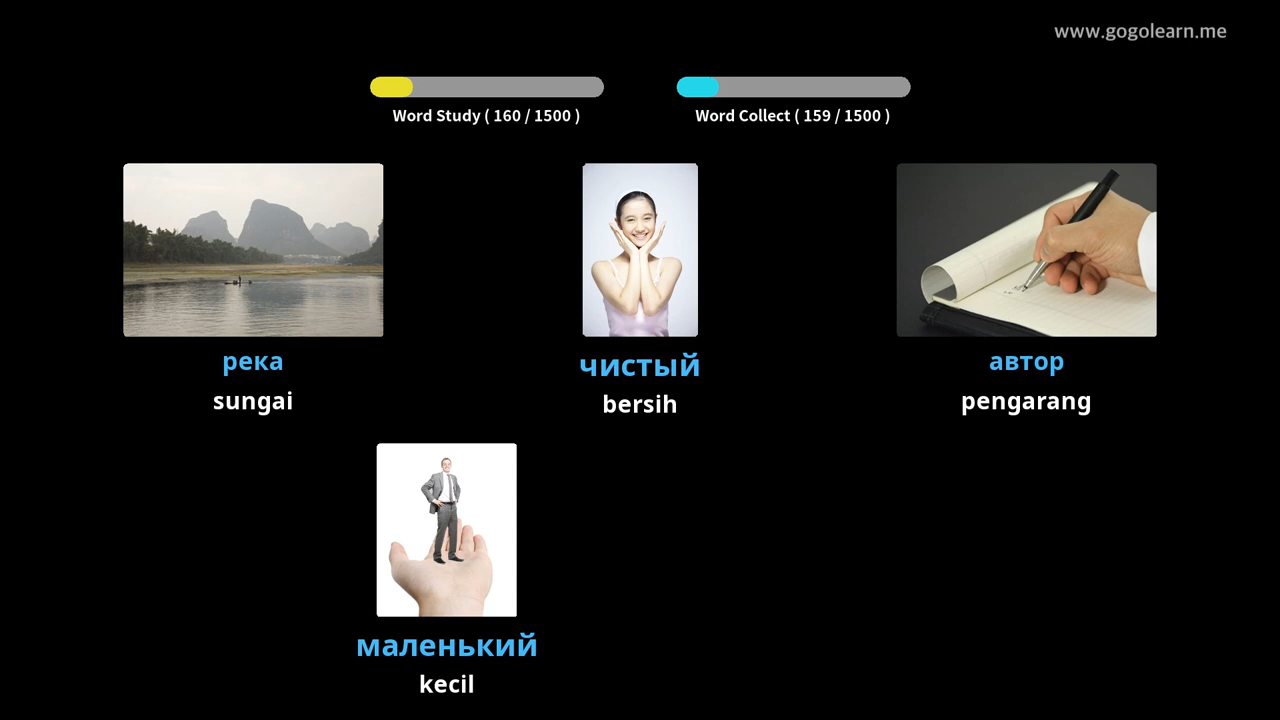 www.gogolearn.me
Word Study ( 160 / 1500 )
Word Collect ( 159 / 1500 )
река
sungai
чистый
bersih
автор
pengarang
маленький
kecil